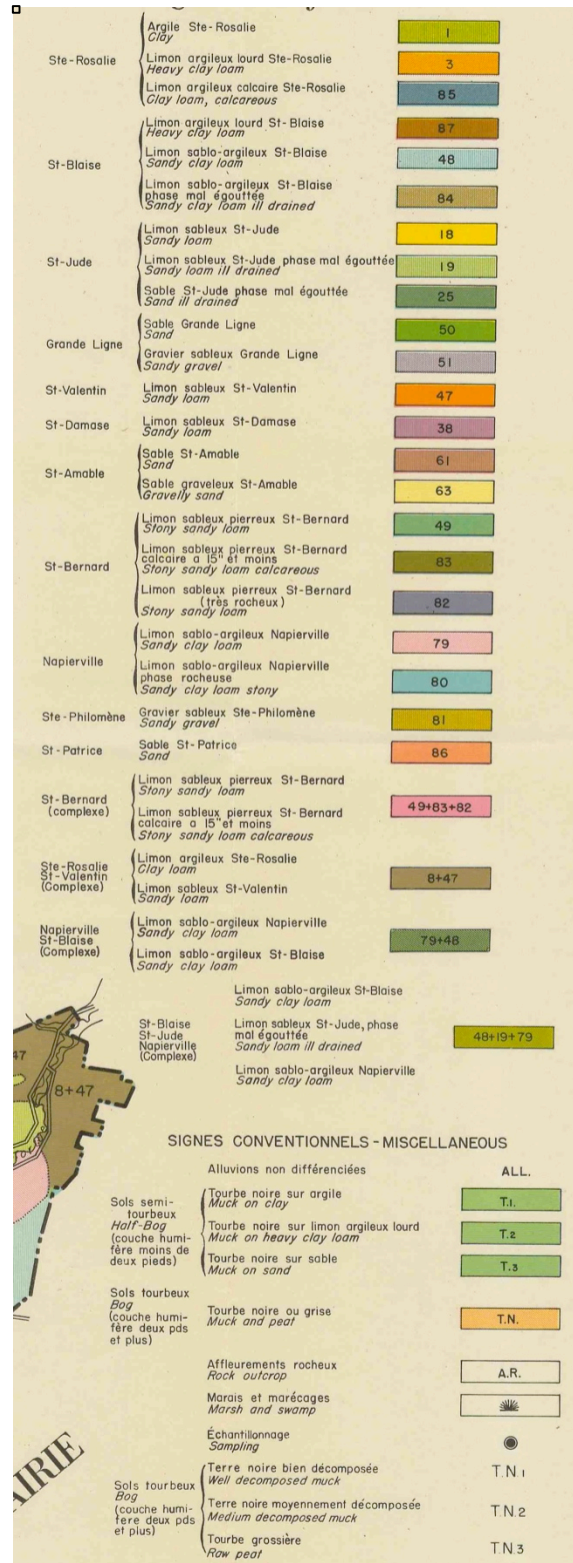 Ste-Rosalie
Argile Ste-Rosalie
Clay
1
Limon argileux lourd Ste-Rosalie
Heavy clay loam
3
Limon argileux calcaire Ste-Rosalie
Clay loam, calcareous
85
St-Blaise
Limon argileux lourd St-Blaise
Heavy clay loam
87
Limon sablo-argileux St-Blaise
Sandy clay loam
48
Limon sablo-argileux St-Blaise
phase mal égouttée
Sandy clay loam ill drained
84
St-Jude
Limon sableux St-Jude
Sandy loam
18
Limon sableux St-Jude phase mal égouttée
Sandy loam ill drained
19
Sable St-Jude phase mal égouttée
Sand ill drained
25
Grande Ligne
Sable Grande Ligne
Sand
50
Gravier sableux Grande Ligne
Sandy gravel
51
St-Valentin
Limon sableux St-Valentin
Sandy loam
47
St-Damase
Limon sableux St-Damase
Sandy loam
38
St-Amable
Sable St-Amable
Sand
61
Sable graveleux St-Amable
Gravelly sand
63
St-Bernard
Limon sableux pierreux St-Bernard
Stony sandy loam
49
Limon sableux pierreux St-Bernard
calcaire a 15" et moins
Stony sandy loam calcareous
83
Limon sableux pierreux St-Bernard
(très rocheux)
Stony sandy loam
82
Napierville
Limon sablo-argileux Napierville
Sandy clay loam
79
Limon sablo-argileux Napierville
phase rocheuse
Sandy clay loam stony
80
Ste-Philomène
Gravier sableux Ste-Philomène
Sandy gravel
81
St-Patrice
Sable St-Patrice
Sand
86
St-Bernard
(complexe)
Limon sableux pierreux St-Bernard
Stony sandy loam
Limon sableux pierreux St-Bernard
calcaire a 15" et moins
Stony sandy loam calcareous
49+83+82
Ste-Rosalie
St-Valentin
(Complexe)
Limon argileux Ste-Rosalie
Clay loam
Limon sableux St-Valentin
Sandy loam
8+47
Napierville
St-Blaise
(Complexe)
Limon sablo-argileux Napierville
Sandy clay loam
Limon sablo-argileux St-Blaise
Sandy clay loam
79+48
St-Blaise
St-Jude
Napierville
(Complexe)
Limon sablo-argileux St-Blaise
Sandy clay loam
Limon sableux St-Jude, phase
mal égouttée
Sandy loam ill drained
Limon sablo-argileux Napierville
Sandy clay loam
48+19+79
47
8+47
SIGNES CONVENTIONNELS - MISCELLANEOUS
Alluvions non différenciées
ALL.
Sols semi-
tourbeux
Half-Bog
(couche humi-
fère moins de
deux pieds)
Tourbe noire sur argile
Muck on clay
T.1.
Tourbe noire sur limon argileux lourd
Muck on heavy clay loam
T.2
Tourbe noire sur sable
Muck on sand
T.3
Sols tourbeux
Bog
(couche humi-
fère deux pds
et plus)
Tourbe noire ou grise
Muck and peat
T.N.
Affleurements rocheux
Rock outcrop
A.R.
Marais et marécages
Marsh and swamp
Échantillonnage
Sampling
Sols tourbeux
Bog
(couche humi-
fere deux pds
et plus)
Terre noire bien décomposée
Well decomposed muck
T.N.1
Terre noire moyennement décomposée
Medium decomposed muck
T.N.2
Tourbe grossière
Raw peat
T.N.3
AIRIE